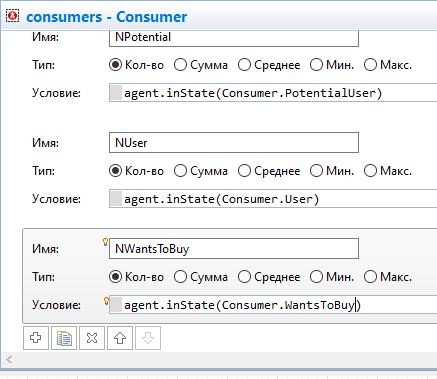 consumers - Consumer
Имя: NPotential
Тип: Кол-во Сумма Среднее Мин. Макс.
Условие: agent.inState(Consumer.PotentialUser)
Имя: NUser
Тип: Кол-во Сумма Среднее Мин. Макс.
Условие: agent.inState(Consumer.User)
Имя: NWantsToBuy
Тип: Кол-во Сумма Среднее Мин. Макс.
Условие: agent.inState(Consumer.WantsToBuy)